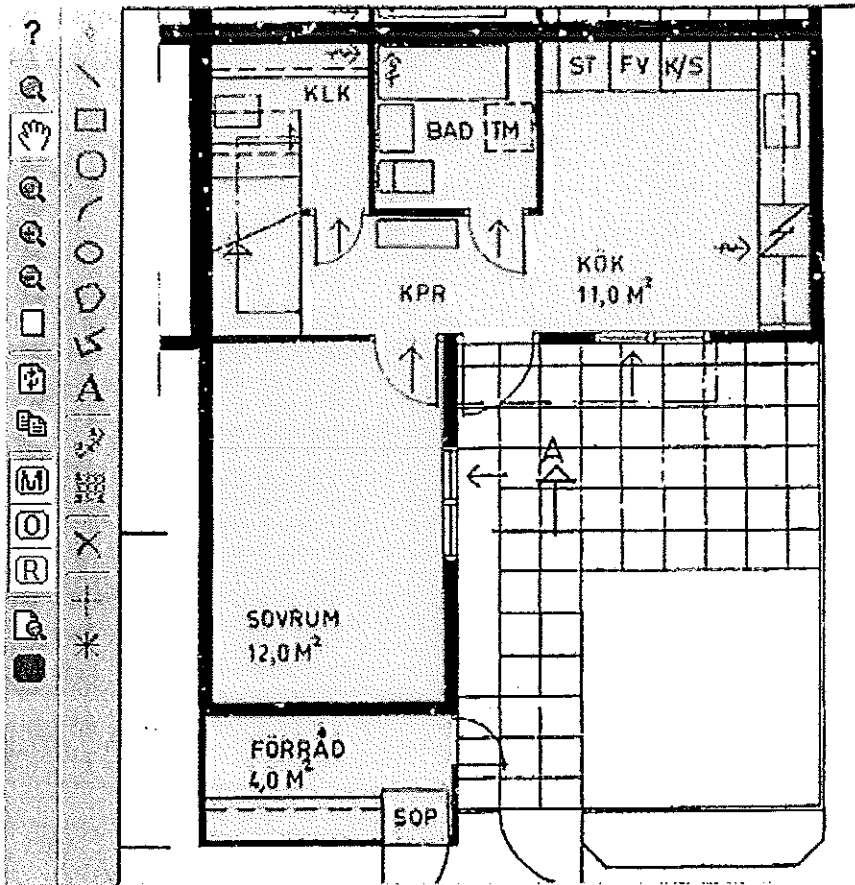 ?
ST FV K/S
KLK
BAD TM
KÖK
11,0 M²
KPR
A
A
M
O
R
SOVRUM
12,0 M²
FÖRRÅD
4,0 M²
SOP